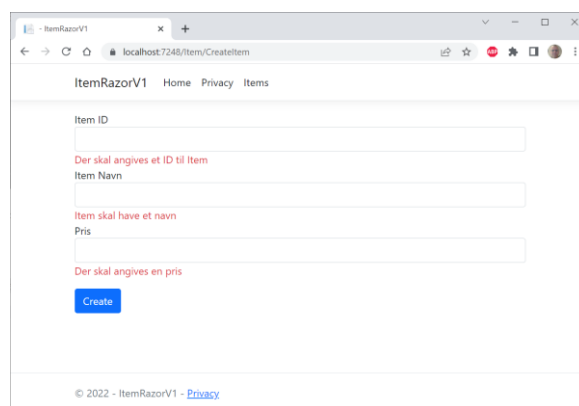 - ItemRazorV1
localhost:7248/Item/CreateItem
ABP
ItemRazorV1 Home Privacy Items
Item ID
Der skal angives et ID til Item
Item Navn
Item skal have et navn
Pris
Der skal angives en pris
Create
© 2022 - ItemRazorV1 - Privacy